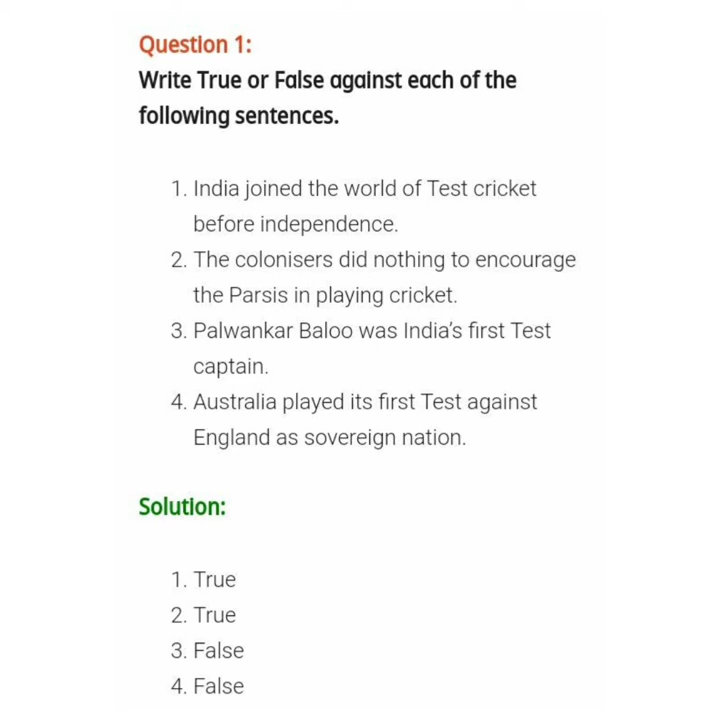 Question 1:
Write True or False against each of the
following sentences.
1. India joined the world of Test cricket
before independence.
2. The colonisers did nothing to encourage
the Parsis in playing cricket.
3. Palwankar Baloo was India's first Test
captain.
4. Australia played its first Test against
England as sovereign nation.
Solution:
1. True
2. True
3. False
4. False